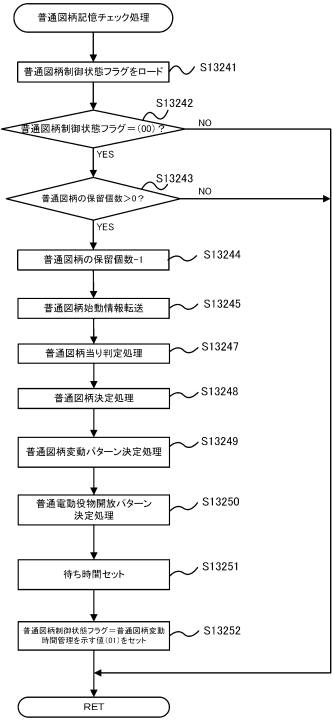 普通図柄記憶チェック処理
普通図柄制御状態フラグをロード
S13241
S13242
普通図柄制御状態フラグ=(00)？
NO
YES
S13243
普通図柄の保留個数>0？
NO
YES
普通図柄の保留個数-1
S13244
普通図柄始動情報転送
S13245
普通図柄当り判定処理
S13247
普通図柄決定処理
S13248
普通図柄変動パターン決定処理
S13249
普通電動役物開放パターン
決定処理
S13250
待ち時間セット
S13251
普通図柄制御状態フラグ=普通図柄変動
時間管理を示す値(01)をセット
S13252
RET